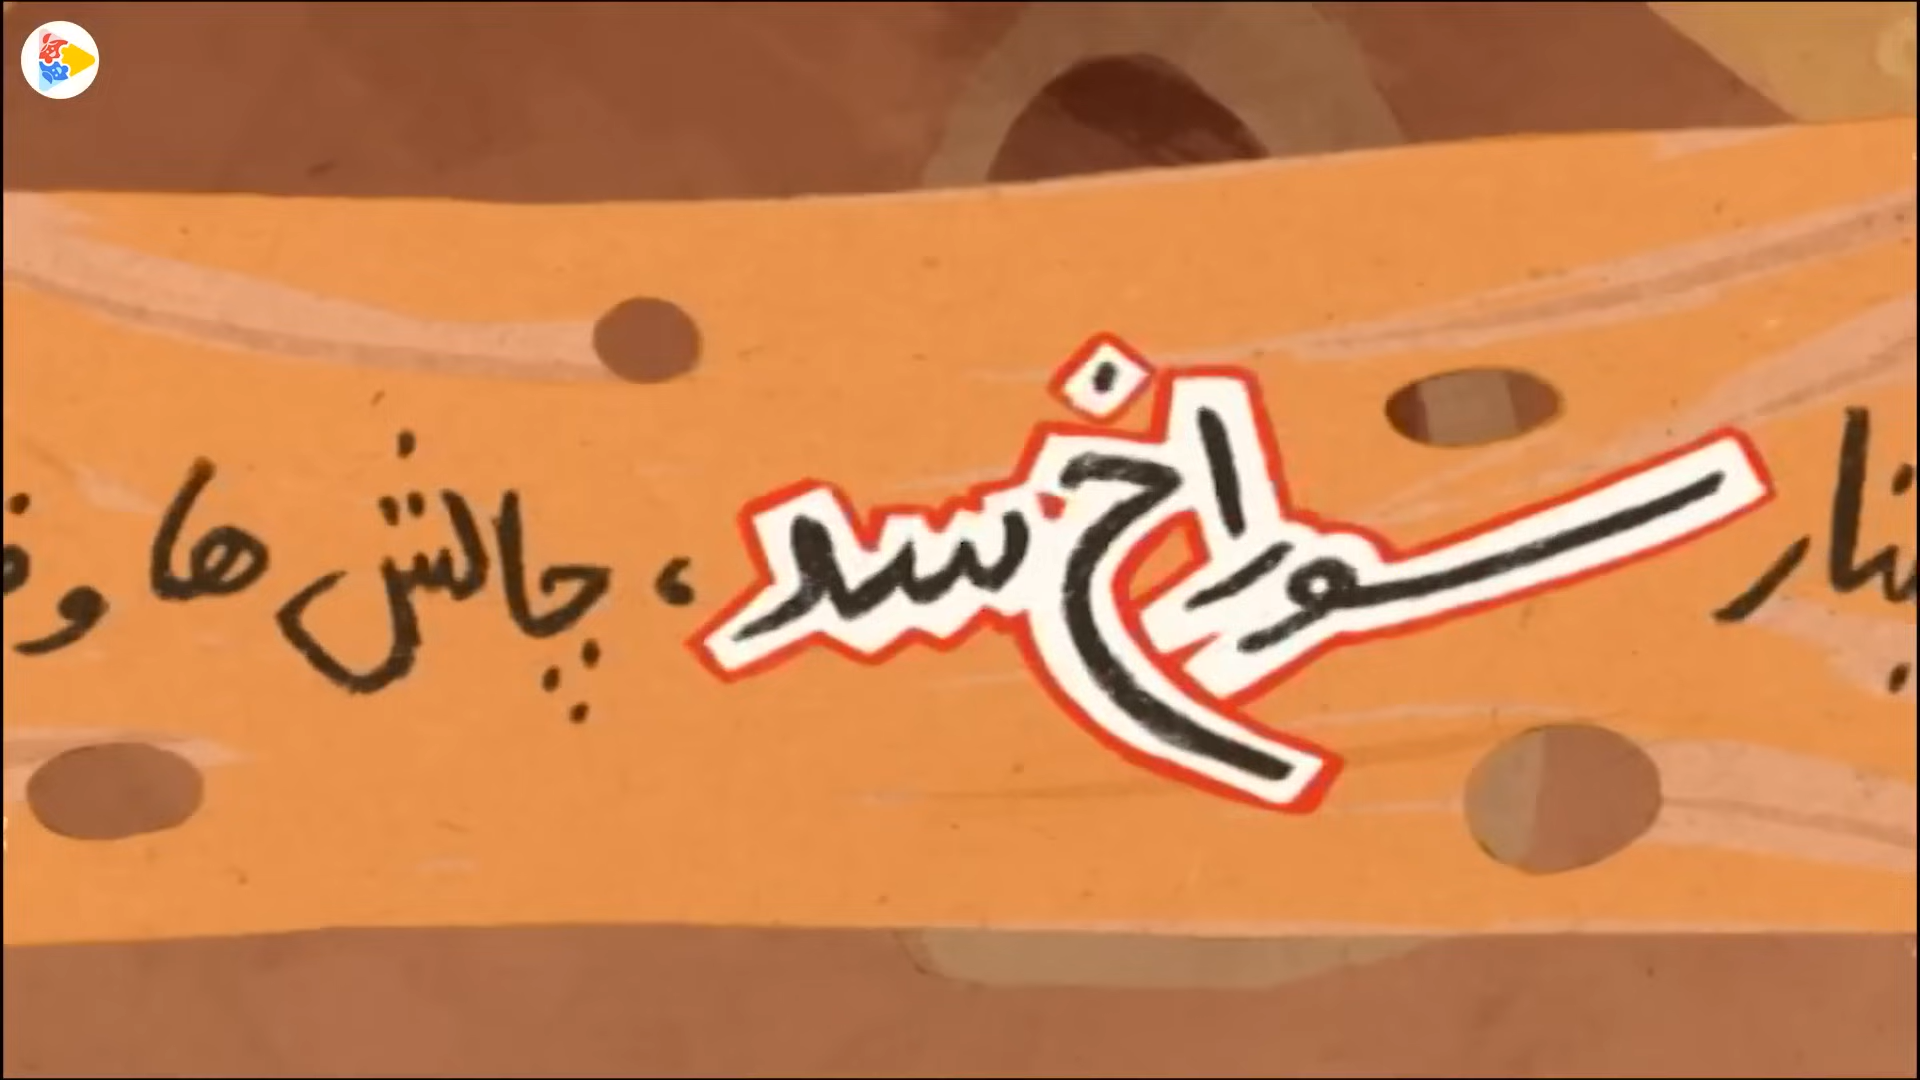 سوراخ سد ، چالش ها و